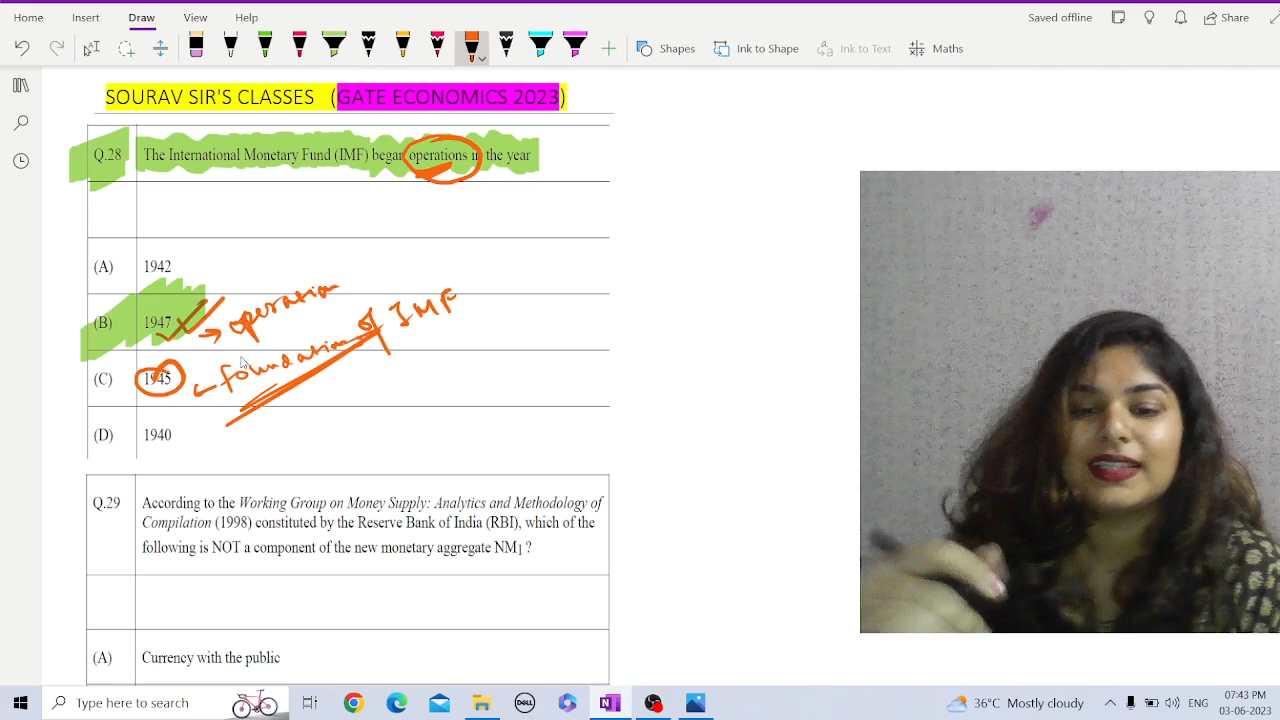 Home Insert Draw View Help
Saved offline Share
Shapes Ink to Shape Ink to Text Maths
SOURAV SIR'S CLASSES (GATE ECONOMICS 2023)
Q.28 The International Monetary Fund (IMF) began operations in the year
(A) 1942
(B) 1947
operation
(C) 1945
foundation of IMF
(D) 1940
Q.29 According to the Working Group on Money Supply: Analytics and Methodology of
Compilation (1998) constituted by the Reserve Bank of India (RBI), which of the
following is NOT a component of the new monetary aggregate NM1 ?
(A) Currency with the public
Type here to search
DELL
N
36°C Mostly cloudy ENG 07:43 PM
03-06-2023